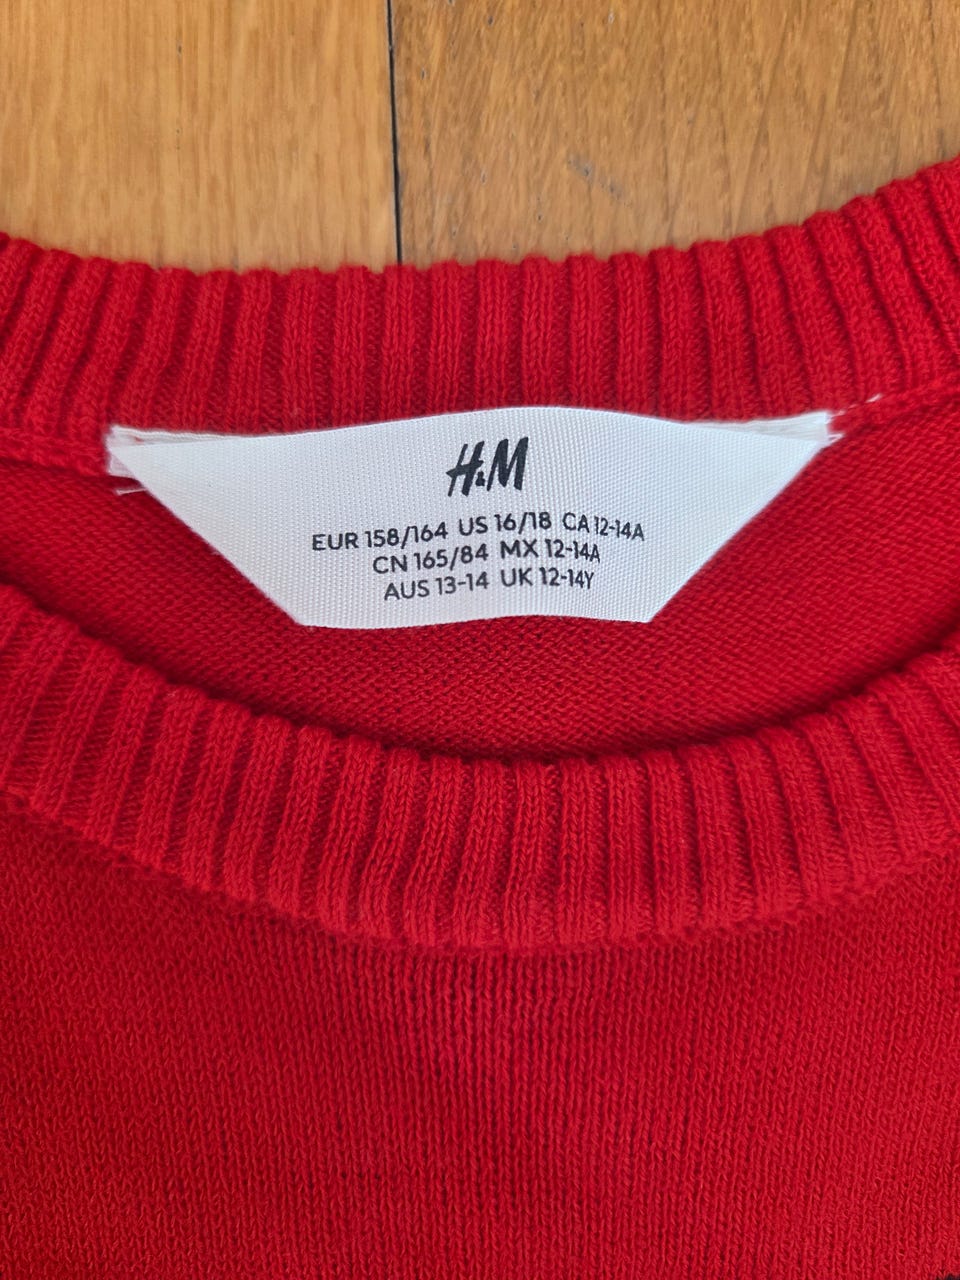 H&M
EUR 158/164 US 16/18 CA 12-14A
CN 165/84 MX 12-14A
AUS 13-14 UK 12-14Y